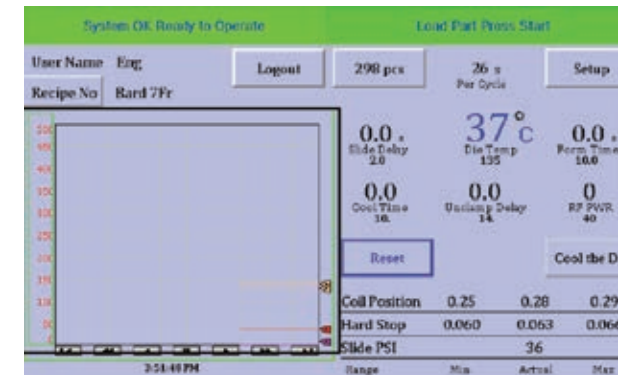 System OK Ready to Operate
Load Part Press Start
User Name Eng
Logout
Recipe No Bard 7Fr
298 pcs
26 s
Per Cycle
Setup
0.0
Slide Delay
2.0
37°C
Die Temp
135
0.0
Form Time
10.0
0.0
Cool Time
10.
0.0
Unclamp Delay
14.
0
RF PWR
40
Reset
Cool the D
Coil Position 0.25 0.28 0.29
Hard Stop 0.060 0.063 0.066
Slide PSI 36
Range Min Actual Max
3:51:48 PM